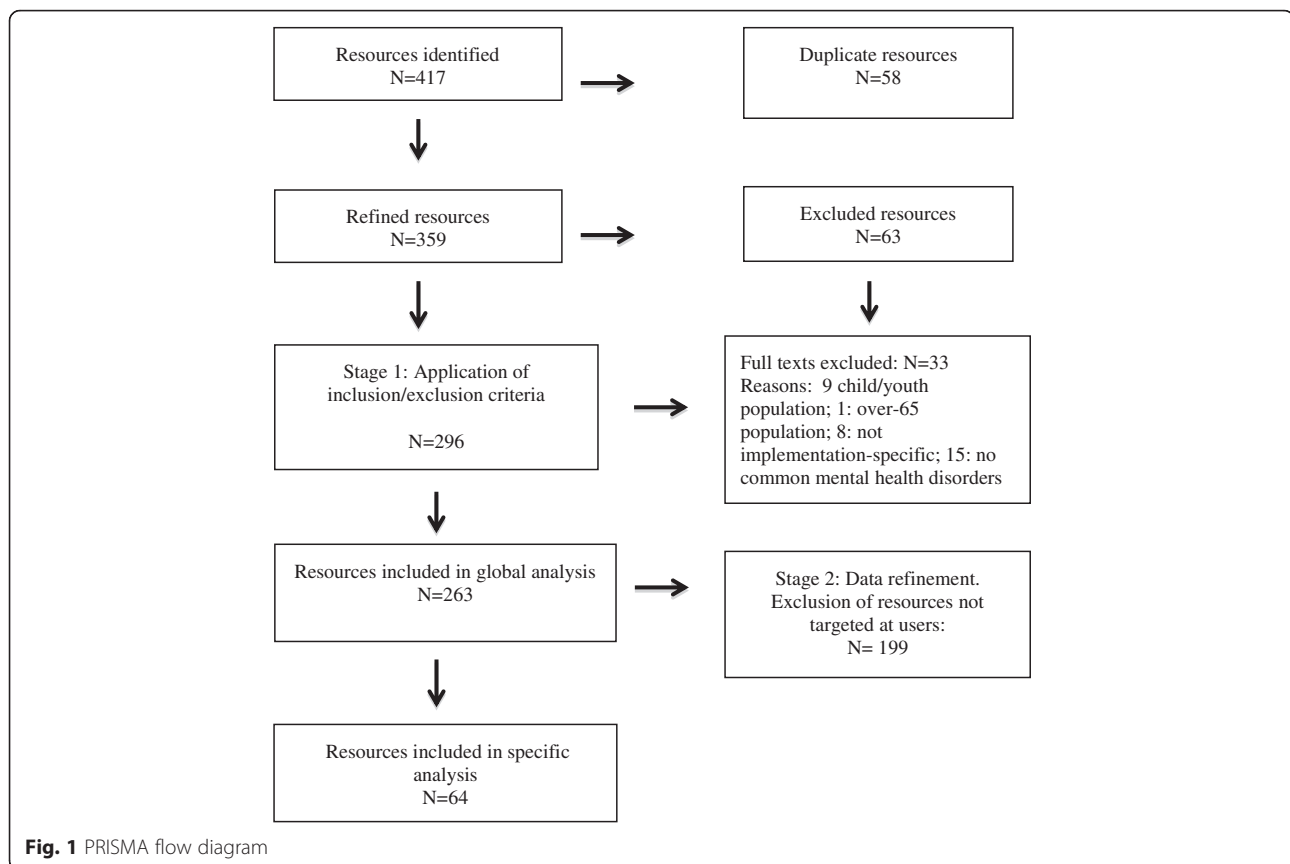 Resources identified
N=417
Duplicate resources
N=58
Refined resources
N=359
Excluded resources
N=63
Stage 1: Application of
inclusion/exclusion criteria
N=296
Full texts excluded: N=33
Reasons:  9 child/youth
population; 1: over-65
population; 8: not
implementation-specific; 15: no
common mental health disorders
Resources included in global analysis
N=263
Stage 2: Data refinement.
Exclusion of resources not
targeted at users:
N= 199
Resources included in specific
analysis
N=64
Fig. 1 PRISMA flow diagram